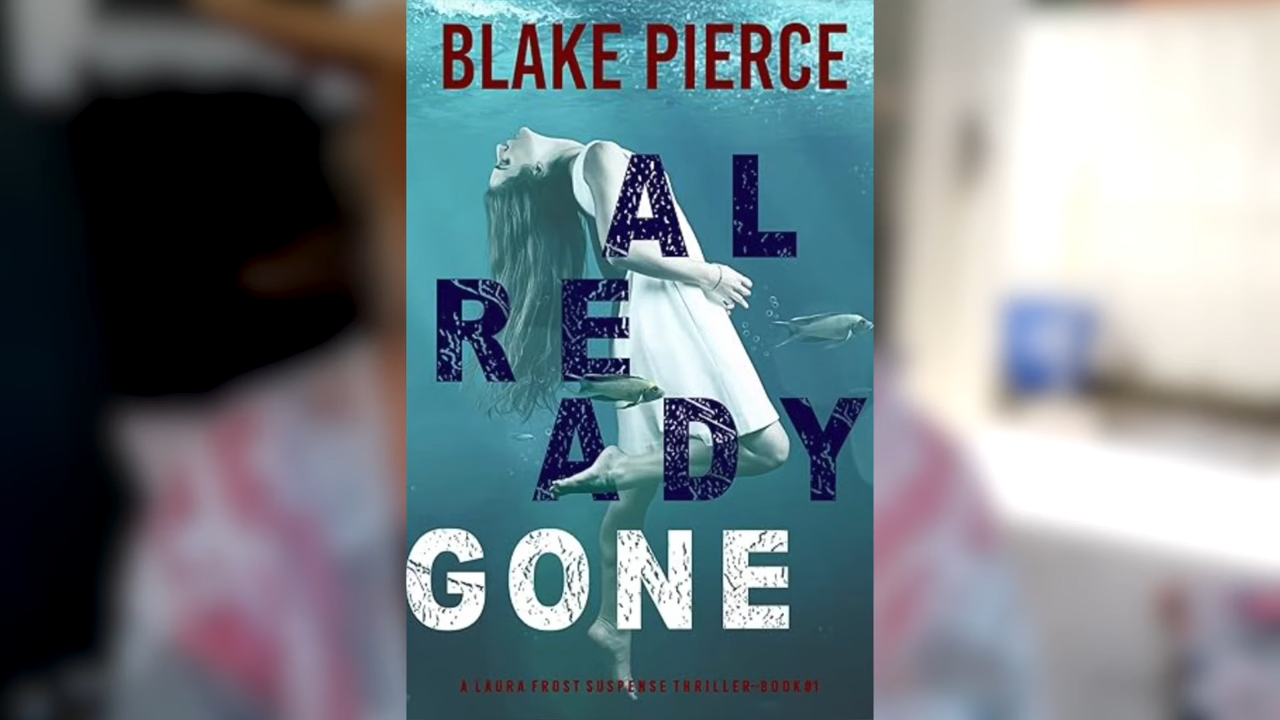 BLAKE PIERCE
AL
RE
ADY
GONE
A LAURA FROST SUSPENSE THRILLER–BOOK #1